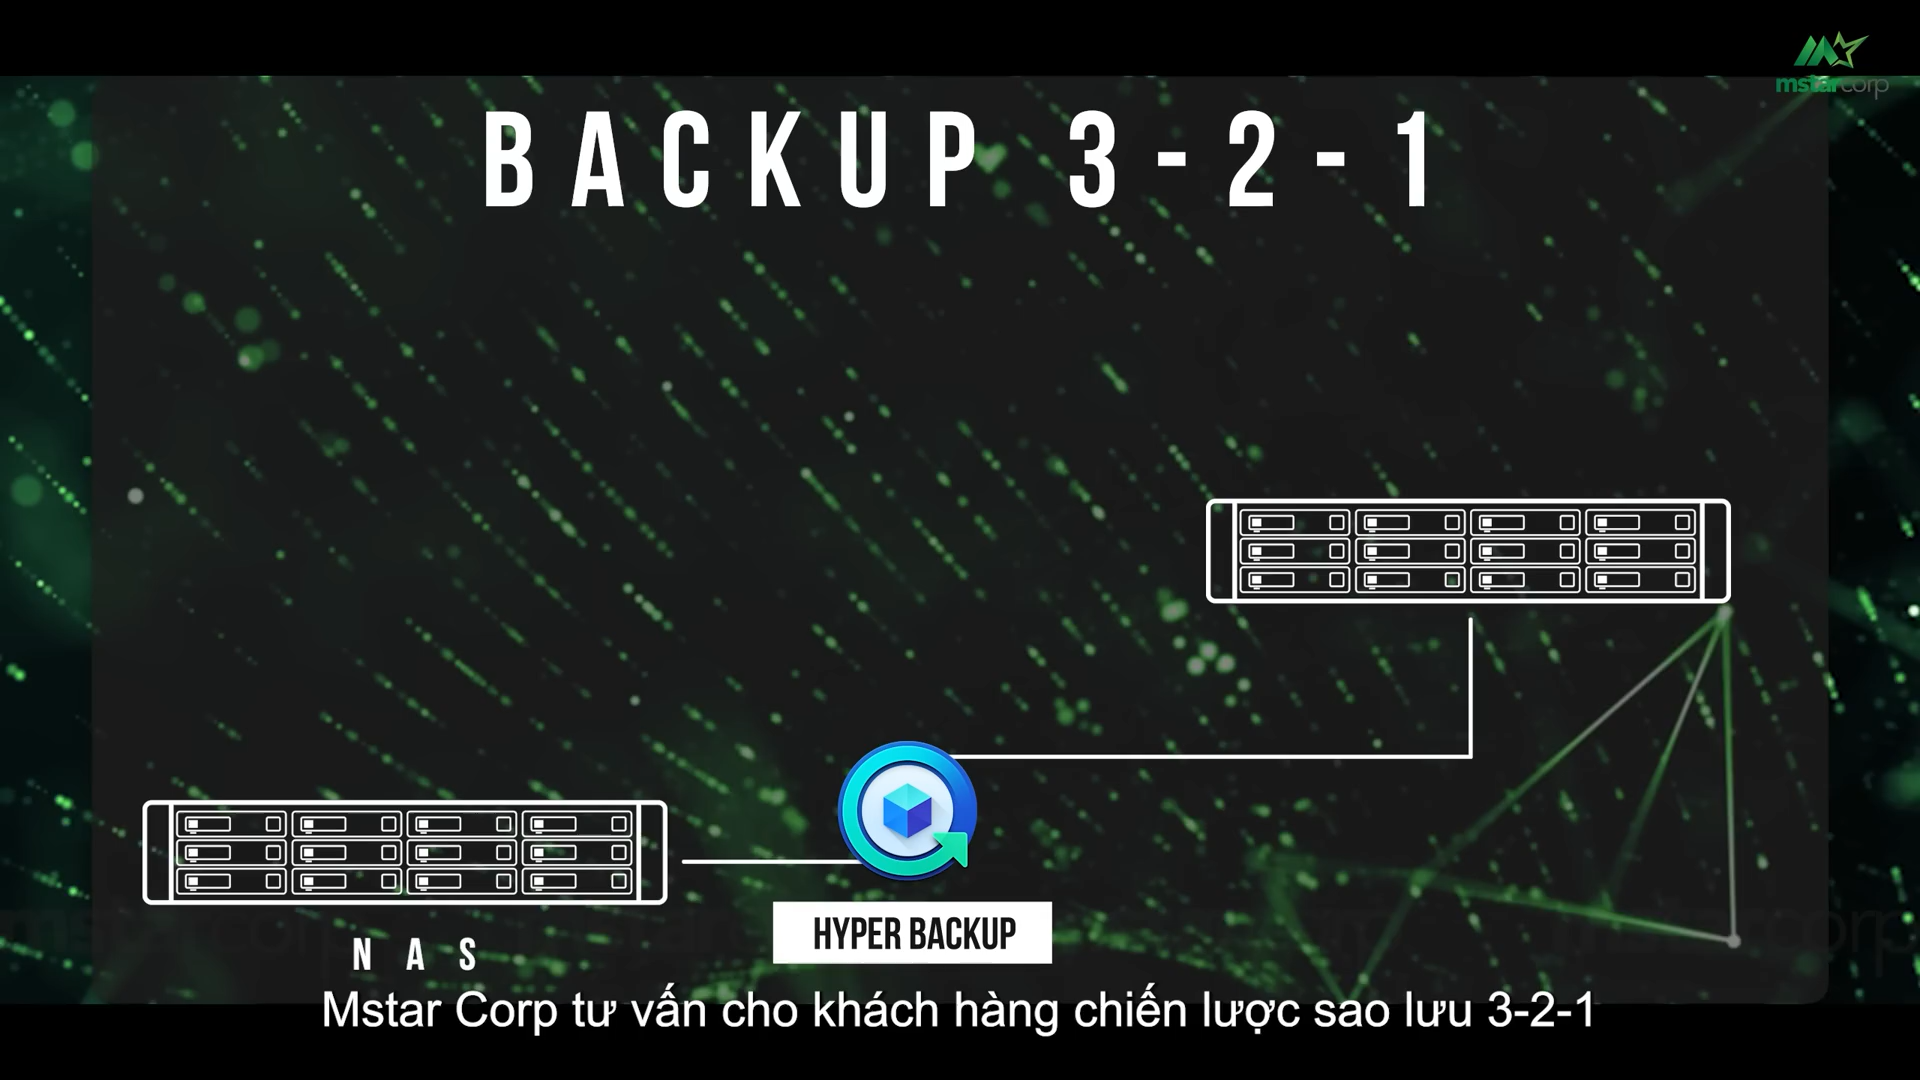 mstarcorp
BACKUP 3-2-1
HYPER BACKUP
NAS
Mstar Corp tư vấn cho khách hàng chiến lược sao lưu 3-2-1